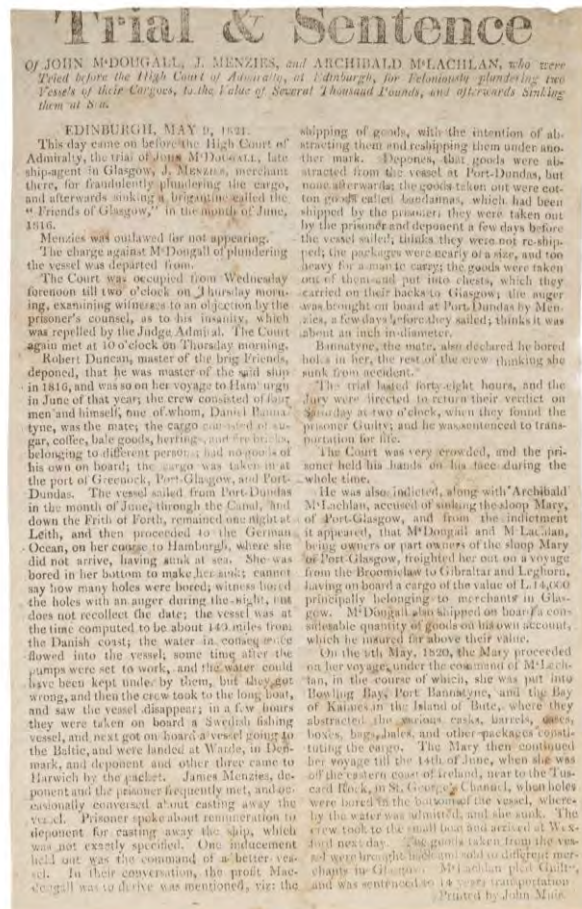 Trial & Sentence
Of JOHN M'DOUGALL, J. MENZIES, and ARCHIBALD M'LACHLAN, who were
Tried before the High Court of Admiralty, at Edinburgh, for Feloniously plundering two
Vessels of their Cargoes, to the Value of Several Thousand Pounds, and afterwards Sinking
them at Sea.
EDINBURGH, MAY 9, 1821.
This day came on before the High Court of
Admiralty, the trial of JOHN M'DOUGALL, late
ship-agent in Glasgow, J. MENZIES, merchant
there, for fraudulently plundering the cargo,
and afterwards sinking a brigantine called the
"Friends of Glasgow," in the month of June,
1816.
Menzies was outlawed for not appearing.
The charge against M'Dougall of plundering
the vessel was departed from.
The Court was occupied from Wednesday
forenoon till two o'clock on Thursday morn-
ing, examining witnesses to an objection by the
prisoner's counsel, as to his insanity, which
was repelled by the Judge Admiral. The Court
again met at 10 o'clock on Thursday morning.
Robert Duncan, master of the brig Friends,
deponed, that he was master of the said ship
in 1816, and was so on her voyage to Hamburgh
in June of that year; the crew consisted of four
men and himself, one of whom, Daniel Banna-
tyne, was the mate; the cargo consisted of su-
gar, coffee, bale goods, herrings, and fire bricks,
belonging to different persons; had no goods of
his own on board; the cargo was taken in at
the port of Greenock, Port-Glasgow, and Port-
Dundas. The vessel sailed from Port-Dundas
in the month of June, through the Canal, and
down the Frith of Forth, remained one night at
Leith, and then proceeded to the German
Ocean, on her course to Hamburgh, where she
did not arrive, having sunk at sea. She was
bored in her bottom to make her sink; cannot
say how many holes were bored; witness bored
the holes with an auger during the night, but
does not recollect the date; the vessel was at
the time computed to be about 140 miles from
the Danish coast; the water in consequence
flowed into the vessel; some time after the
pumps were set to work, and the water could
have been kept under by them, but they got
wrong, and then the crew took to the long boat,
and saw the vessel disappear; in a few hours
they were taken on board a Swedish fishing
vessel, and next got on board a vessel going to
the Baltic, and were landed at Warde, in Den-
mark, and deponent and other three came to
Harwich by the packet. James Menzies, de-
ponent and the prisoner frequently met, and oc-
casionally conversed about casting away the
vessel. Prisoner spoke about remuneration to
deponent for casting away the ship, which
was not exactly specified. One inducement
held out was the command of a better ves-
sel. In their conversation, the profit Mac-
dougall was to derive was mentioned, viz: the
shipping of goods, with the intention of ab-
stracting them and reshipping them under ano-
ther mark. Depones, that goods were ab-
stracted from the vessel at Port-Dundas, but
none afterwards; the goods taken out were cot-
ton goods called bandannas, which had been
shipped by the prisoner; they were taken out
by the prisoner and deponent a few days before
the vessel sailed; thinks they were not re-ship-
ped; the packages were nearly of a size, and too
heavy for a man to carry; the goods were taken
out of them and put into chests, which they
carried on their backs to Glasgow; the auger
was brought on board at Port-Dundas by Men-
zies, a few days before they sailed; thinks it was
about an inch in diameter.
Bannatyne, the mate, also declared he bored
holes in her, the rest of the crew thinking she
sunk from accident."
The trial lasted forty-eight hours, and the
Jury were directed to return their verdict on
Saturday at two o'clock, when they found the
prisoner Guilty; and he was sentenced to trans-
portation for life.
The Court was very crowded, and the pri-
soner held his hands on his face during the
whole time.
He was also indicted, along with Archibald
M'Lachlan, accused of sinking the sloop Mary,
of Port-Glasgow, and from the indictment
it appeared, that M'Dougall and M'Lachlan,
being owners or part owners of the sloop Mary
of Port-Glasgow, freighted her out on a voyage
from the Broomielaw to Gibraltar and Leghorn,
having on board a cargo of the value of L.14,000
principally belonging to merchants in Glas-
gow. M'Dougall also shipped on board a con-
siderable quantity of goods on his own account,
which he insured far above their value.
On the 8th May, 1820, the Mary proceeded
on her voyage, under the command of M'Lach-
lan, in the course of which, she was put into
Bowling Bay, Port Bannatyne, and the Bay
of Kaimes in the Island of Bute, where they
abstracted the various casks, barrels, cases,
boxes, bags, bales, and other packages consti-
tuting the cargo. The Mary then continued
her voyage till the 14th of June, when she was
off the eastern coast of Ireland, near to the Tus-
card Rock, in St. George's Channel, when holes
were bored in the bottom of the vessel, where-
by the water was admitted, and she sunk. The
crew took to the small boat and arrived at Wex-
ford next day. The goods taken from the ves-
sel were brought back and sold to different mer-
chants in Glasgow. M'Lachlan pled Guilty,
and was sentenced to 14 years transportation
Printed by John Muir.